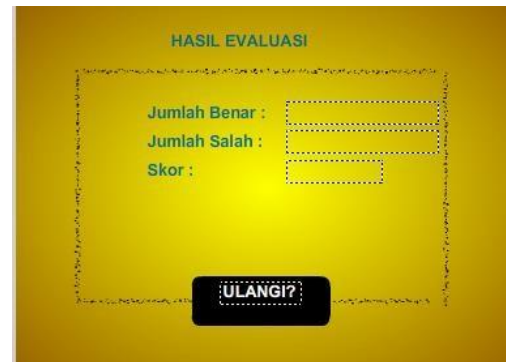 HASIL EVALUASI
Jumlah Benar :
Jumlah Salah :
Skor :
ULANGI?